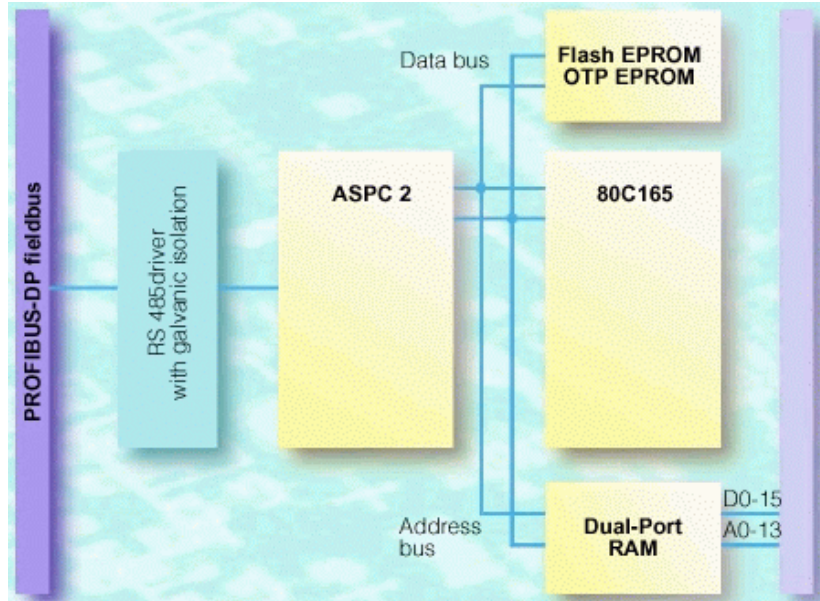 PROFIBUS-DP fieldbus
RS 485driver
with galvanic isolation
ASPC 2
Data bus
Flash EPROM
OTP EPROM
80C165
Address
bus
Dual-Port
RAM
D0-15
A0-13